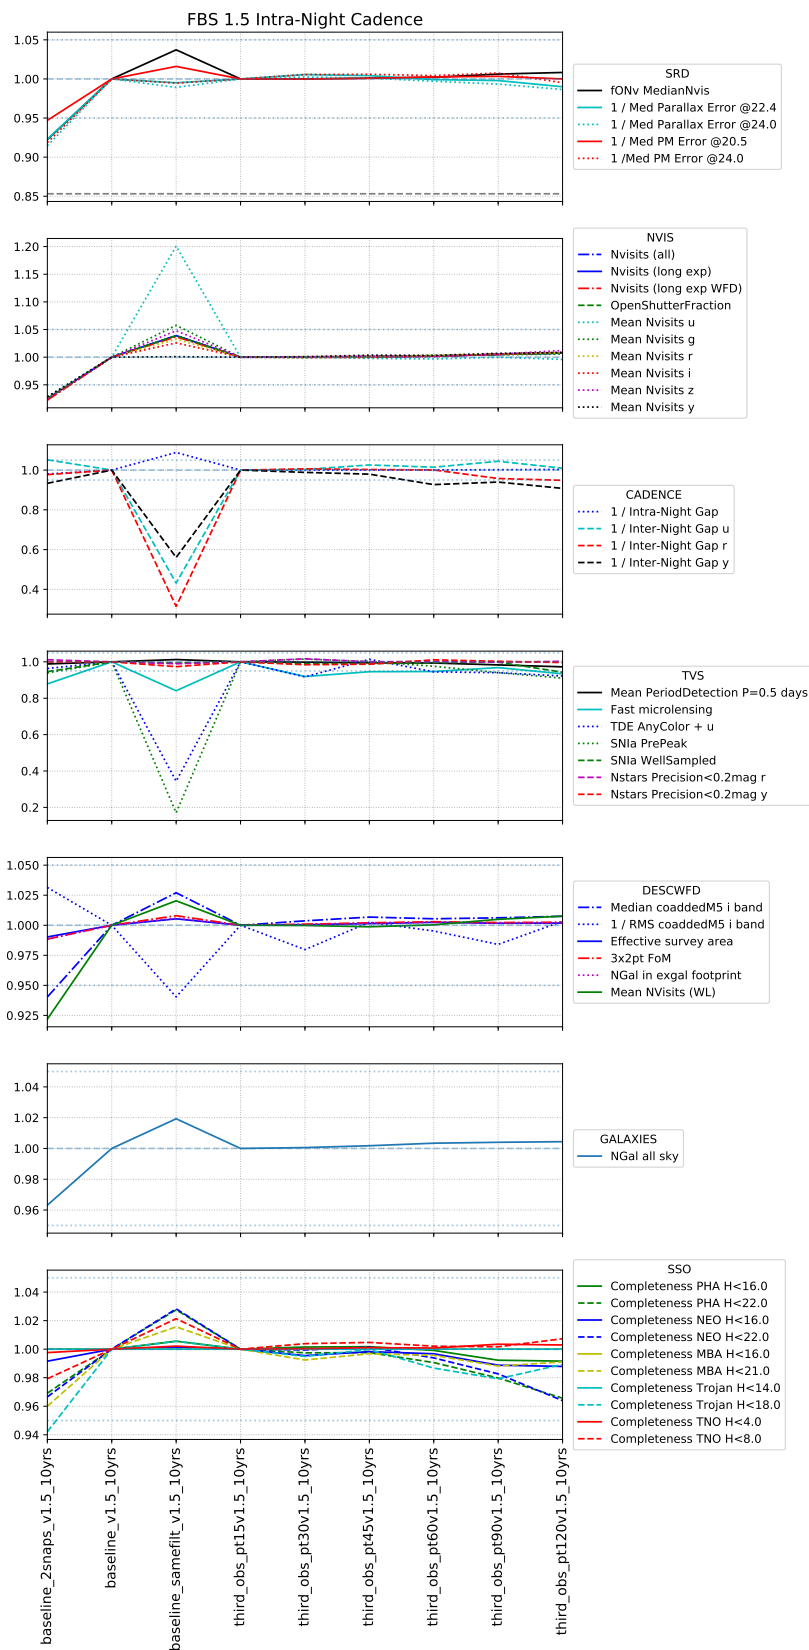 FBS 1.5 Intra-Night Cadence
1.05
1.00
0.95
0.90
0.85
SRD
fONv MedianNvis
1 / Med Parallax Error @22.4
1 / Med Parallax Error @24.0
1 / Med PM Error @20.5
1 /Med PM Error @24.0
1.20
1.15
1.10
1.05
1.00
0.95
NVIS
Nvisits (all)
Nvisits (long exp)
Nvisits (long exp WFD)
OpenShutterFraction
Mean Nvisits u
Mean Nvisits g
Mean Nvisits r
Mean Nvisits i
Mean Nvisits z
Mean Nvisits y
1.0
0.8
0.6
0.4
CADENCE
1 / Intra-Night Gap
1 / Inter-Night Gap u
1 / Inter-Night Gap r
1 / Inter-Night Gap y
1.0
0.8
0.6
0.4
0.2
TVS
Mean PeriodDetection P=0.5 days
Fast microlensing
TDE AnyColor + u
SNIa PrePeak
SNIa WellSampled
Nstars Precision<0.2mag r
Nstars Precision<0.2mag y
1.050
1.025
1.000
0.975
0.950
0.925
DESCWFD
Median coaddedM5 i band
1 / RMS coaddedM5 i band
Effective survey area
3x2pt FoM
NGal in exgal footprint
Mean NVisits (WL)
1.04
1.02
1.00
0.98
0.96
GALAXIES
NGal all sky
1.04
1.02
1.00
0.98
0.96
0.94
SSO
Completeness PHA H<16.0
Completeness PHA H<22.0
Completeness NEO H<16.0
Completeness NEO H<22.0
Completeness MBA H<16.0
Completeness MBA H<21.0
Completeness Trojan H<14.0
Completeness Trojan H<18.0
Completeness TNO H<4.0
Completeness TNO H<8.0
baseline_2snaps_v1.5_10yrs
baseline_v1.5_10yrs
baseline_samefilt_v1.5_10yrs
third_obs_pt15v1.5_10yrs
third_obs_pt30v1.5_10yrs
third_obs_pt45v1.5_10yrs
third_obs_pt60v1.5_10yrs
third_obs_pt90v1.5_10yrs
third_obs_pt120v1.5_10yrs